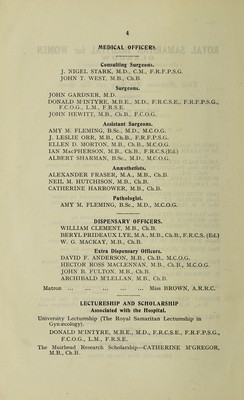 4
MEDICAL OFFICERS
Consulting Surgeons.
J. NIGEL STARK, M.D., C.M., F.R.F.P.S.G.
JOHN T. WEST, M.B., Ch.B.
Surgeons.
JOHN GARDNER, M.D.
DONALD M'INTYRE, M.B.E., M.D., F.R.C.S.E., F.R.F.P.S.G.,
F.C.O.G., L.M., F.R.S.E.
JOHN HEWITT, M.B., Ch.B., F.C.O.G.
Assistant Surgeons.
AMY M. FLEMING, B.Sc., M.D., M.C.O.G.
J. LESLIE ORR, M.B., Ch.B., F.R.F.P.S.G.
ELLEN D. MORTON, M.B., Ch.B., M.C.O.G.
IAN MacPHERSON, M.B., Ch.B., F.R.C.S.(Ed.)
ALBERT SHARMAN, B.Sc., M.D., M.C.O.G.
Anæsthetists.
ALEXANDER FRASER, M.A., M.B., Ch.B.
NEIL M. HUTCHISON, M.B., Ch.B.
CATHERINE HARROWER, M.B., Ch.B.
Pathologist.
AMY M. FLEMING, B.Sc., M.D., M.C.O.G.
DISPENSARY OFFICERS.
WILLIAM CLEMENT, M.B., Ch.B.
BERYL PRIDEAUX LYE, M.A., M.B., Ch.B., F.R.C.S. (Ed.)
W. G. MACKAY, M.B., Ch.B.
Extra Dispensary Officers.
DAVID F. ANDERSON, M.B., Ch.B., M.C.O.G.
HECTOR ROSS MACLENNAN, M.B., Ch.B., M.C.O.G.
JOHN B. FULTON, M.B., Ch.B.
ARCHIBALD M'LELLAN, M.B., Ch.B.
Matron ... ... ... ... ... Miss BROWN, A.R.R.C.
LECTURESHIP AND SCHOLARSHIP
Associated with the Hospital.
University Lectureship (The Royal Samaritan Lectureship in
Gynæcology).
DONALD M'INTYRE, M.B.E., M.D., F.R.C.S.E., F.R.F.P.S.G.,
F.C.O.G., L.M., F.R.S.E.
The Muirhead Research Scholarship—CATHERINE M'GREGOR,
M.B., Ch.B.